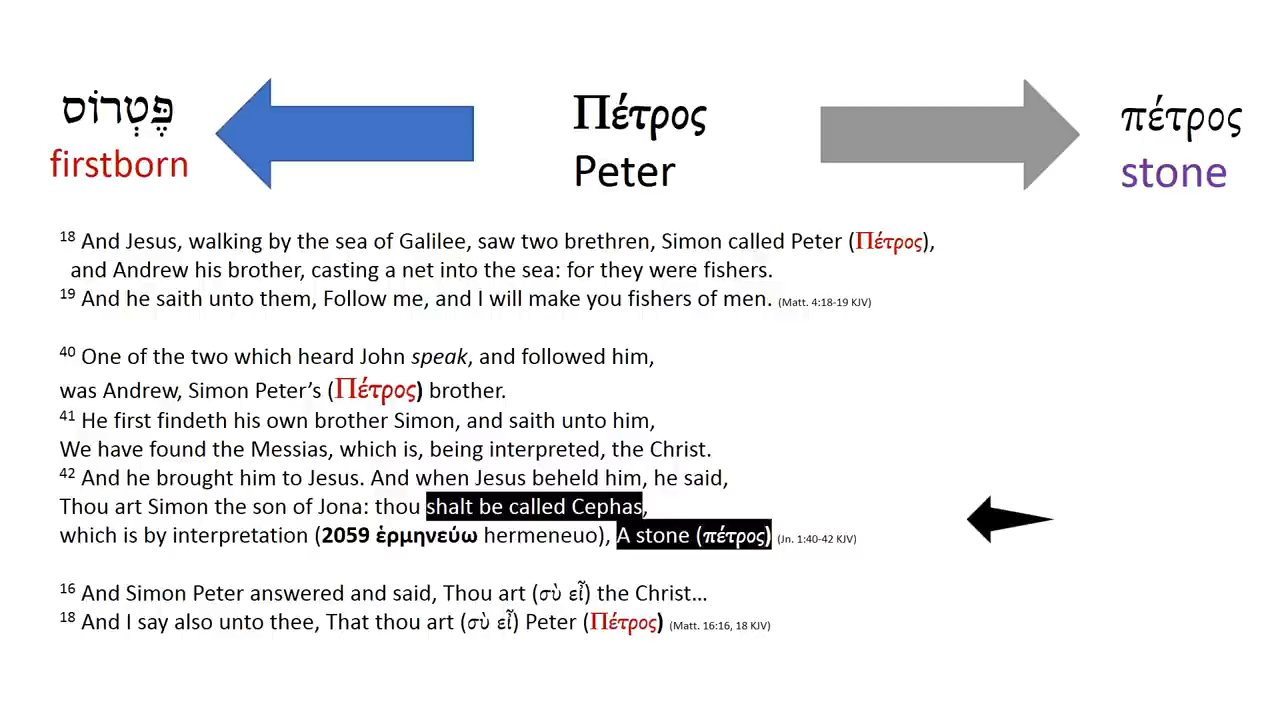 פֶּטְרוֹס
firstborn
Πέτρος
Peter
πέτρος
stone
18 And Jesus, walking by the sea of Galilee, saw two brethren, Simon called Peter (Πέτρος),
and Andrew his brother, casting a net into the sea: for they were fishers.
19 And he saith unto them, Follow me, and I will make you fishers of men. (Matt. 4:18-19 KJV)
40 One of the two which heard John speak, and followed him,
was Andrew, Simon Peter’s (Πέτρος) brother.
41 He first findeth his own brother Simon, and saith unto him,
We have found the Messias, which is, being interpreted, the Christ.
42 And he brought him to Jesus. And when Jesus beheld him, he said,
Thou art Simon the son of Jona: thou shalt be called Cephas,
which is by interpretation (2059 ἑρμηνεύω hermeneuo), A stone (πέτρος) (Jn. 1:40-42 KJV)
16 And Simon Peter answered and said, Thou art (σὺ εἶ) the Christ…
18 And I say also unto thee, That thou art (σὺ εἶ) Peter (Πέτρος) (Matt. 16:16, 18 KJV)